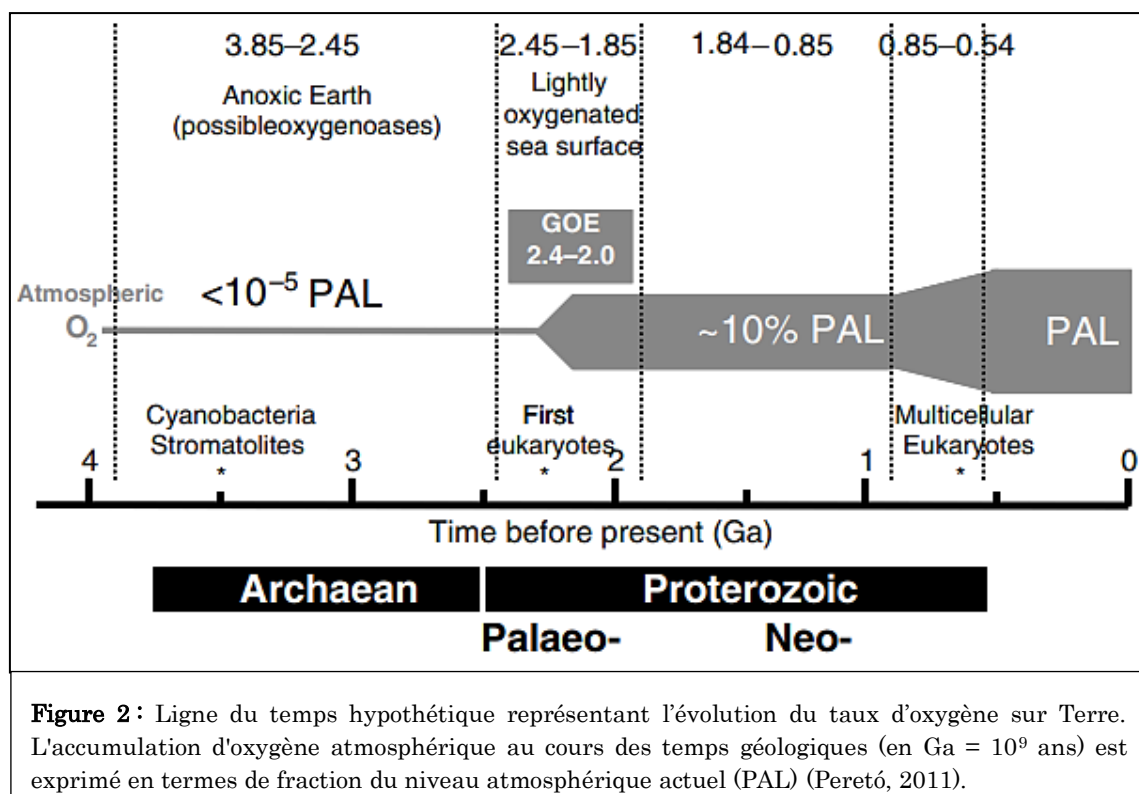 3.85–2.45 2.45–1.85 1.84–0.85 0.85–0.54
Anoxic Earth
(possibleoxygenoases)
Lightly
oxygenated
sea surface
GOE
2.4–2.0
Atmospheric
O₂
<10⁻⁵ PAL
~10% PAL
PAL
Cyanobacteria
Stromatolites
*
First
eukaryotes
*
Multicellular
Eukaryotes
*
4 3 2 1 0
Time before present (Ga)
Archaean Proterozoic
Palaeo- Neo-
Figure 2 : Ligne du temps hypothétique représentant l'évolution du taux d'oxygène sur Terre.
L'accumulation d'oxygène atmosphérique au cours des temps géologiques (en Ga = 10⁹ ans) est
exprimé en termes de fraction du niveau atmosphérique actuel (PAL) (Peretó, 2011).